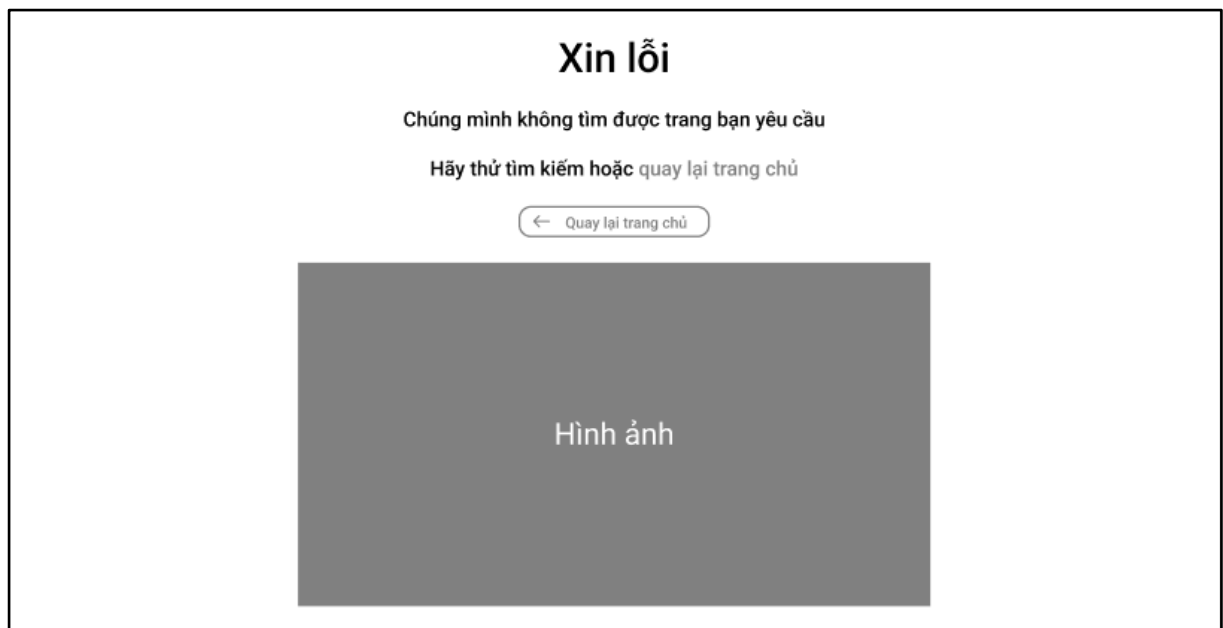 Xin lỗi
Chúng mình không tìm được trang bạn yêu cầu
Hãy thử tìm kiếm hoặc quay lại trang chủ
← Quay lại trang chủ
Hình ảnh